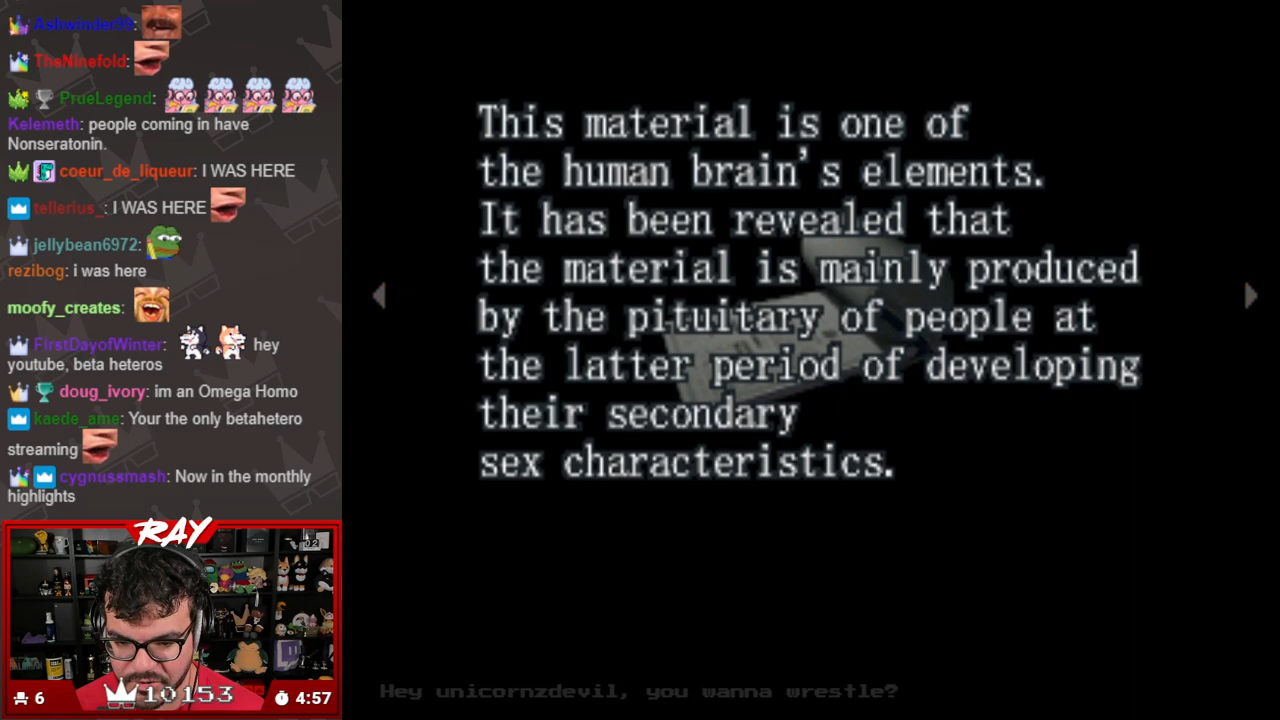 Ashwinder99:
TheNinefold:
PrueLegend:
Kelemeth: people coming in have
Nonseratonin.
coeur_de_liqueur: I WAS HERE
tellerius_: I WAS HERE
jellybean6972:
rezibog: i was here
moofy_creates:
FirstDayofWinter: hey
youtube, beta heteros
doug_ivory: im an Omega Homo
kaede_ame: Your the only betahetero
streaming
cygnussmash: Now in the monthly
highlights
RAY
6
10153
4:57
This material is one of
the human brain's elements.
It has been revealed that
the material is mainly produced
by the pituitary of people at
the latter period of developing
their secondary
sex characteristics.
Hey unicornzdevil, you wanna wrestle?